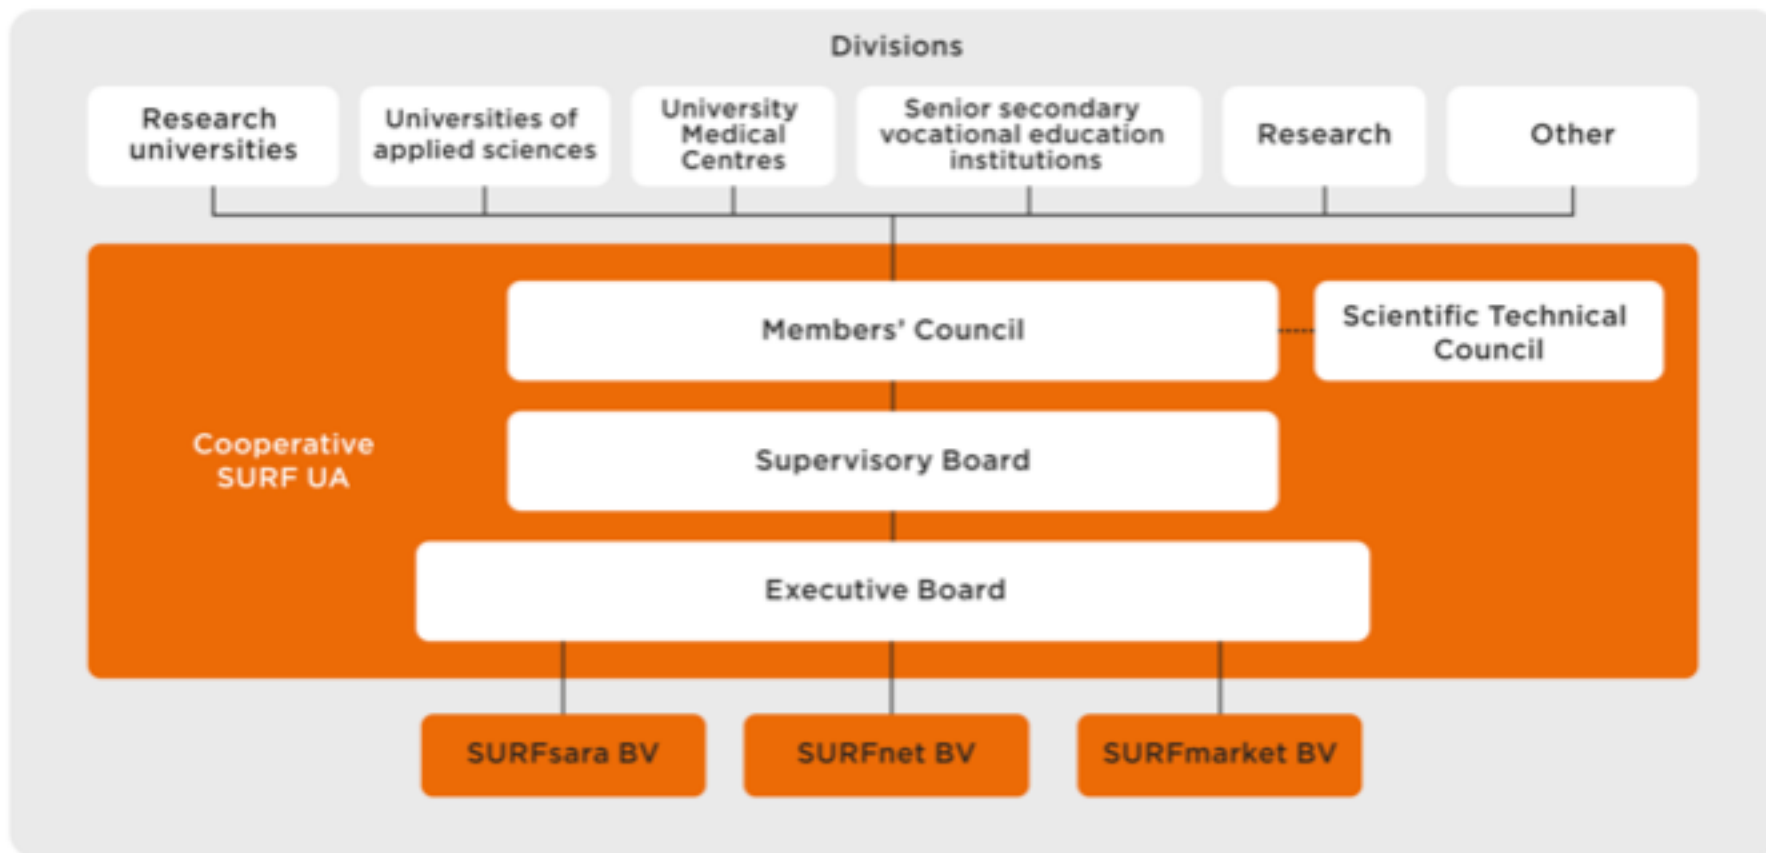 Divisions
Research
universities
Universities of
applied sciences
University
Medical
Centres
Senior secondary
vocational education
institutions
Research
Other
Members’ Council
Scientific Technical
Council
Cooperative
SURF UA
Supervisory Board
Executive Board
SURFsara BV
SURFnet BV
SURFmarket BV